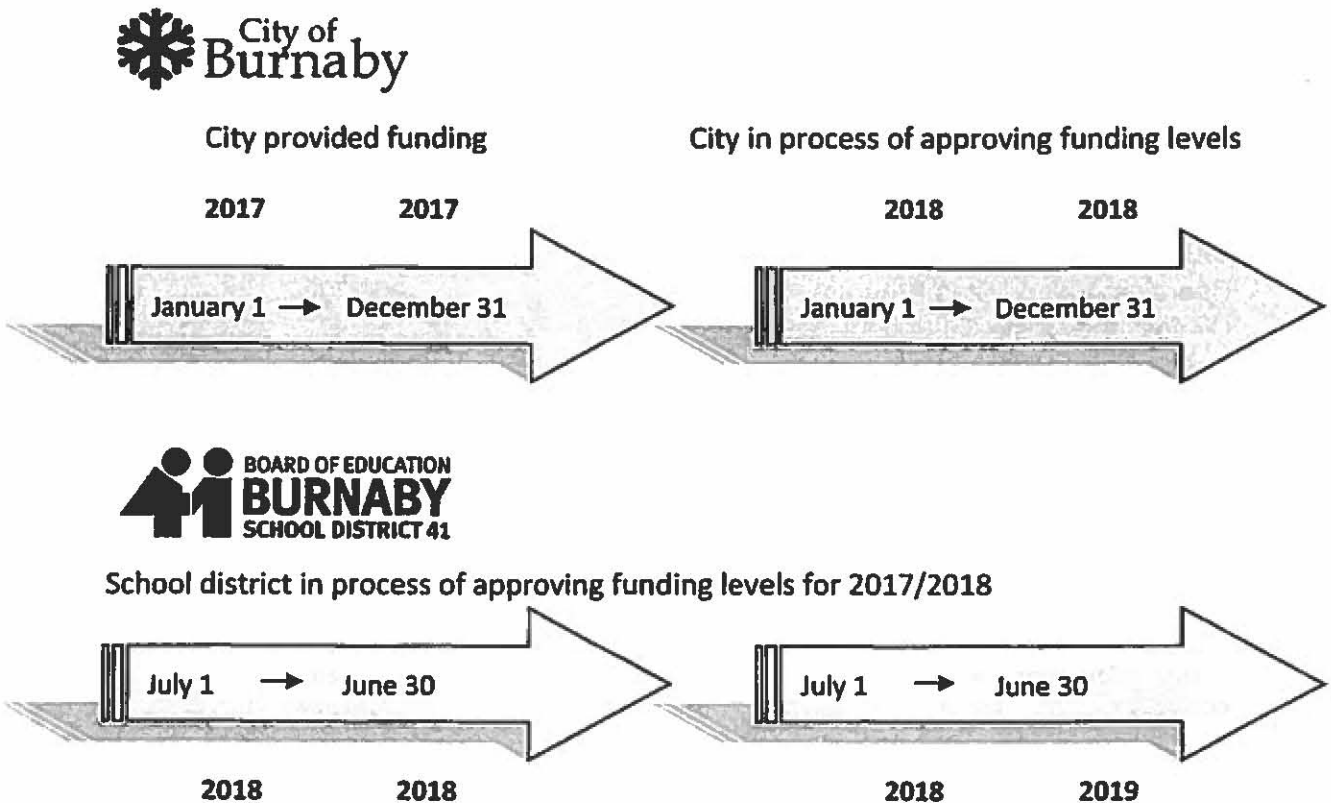 City of
Burnaby
City provided funding
City in process of approving funding levels
2017 2017
2018 2018
January 1 → December 31
January 1 → December 31
41 BOARD OF EDUCATION
BURNABY
SCHOOL DISTRICT 41
School district in process of approving funding levels for 2017/2018
July 1 → June 30
July 1 → June 30
2018 2018
2018 2019